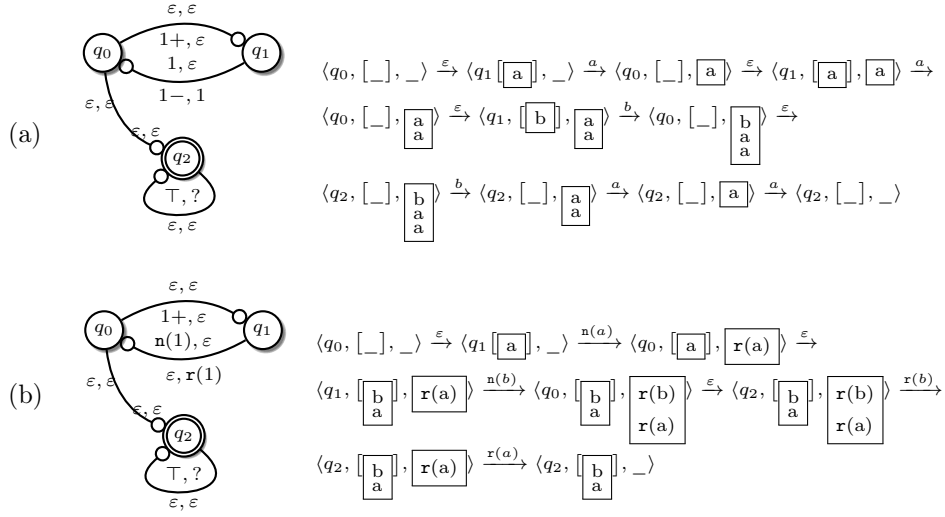 (a)
ε, ε
q₀
q₁
1+, ε
1, ε
1−, 1
ε, ε
ε, ε
q₂
⊤, ?
ε, ε
⟨q₀, [_], _⟩ →ε ⟨q₁[a], _⟩ →a ⟨q₀, [_], a⟩ →ε ⟨q₁, [a], a⟩ →a
⟨q₀, [_], a a⟩ →ε ⟨q₁, [b], a a⟩ →b ⟨q₀, [_], b a a⟩ →ε
⟨q₂, [_], b a a⟩ →b ⟨q₂, [_], a a⟩ →a ⟨q₂, [_], a⟩ →a ⟨q₂, [_], _⟩
(b)
ε, ε
q₀
q₁
1+, ε
n(1), ε
ε, r(1)
ε, ε
ε, ε
q₂
⊤, ?
ε, ε
⟨q₀, [_], _⟩ →ε ⟨q₁[a], _⟩ →n(a) ⟨q₀, [a], r(a)⟩ →ε
⟨q₁, [b a], r(a)⟩ →n(b) ⟨q₀, [b a], r(b) r(a)⟩ →ε ⟨q₂, [b a], r(b) r(a)⟩ →r(b)
⟨q₂, [b a], r(a)⟩ →r(a) ⟨q₂, [b a], _⟩